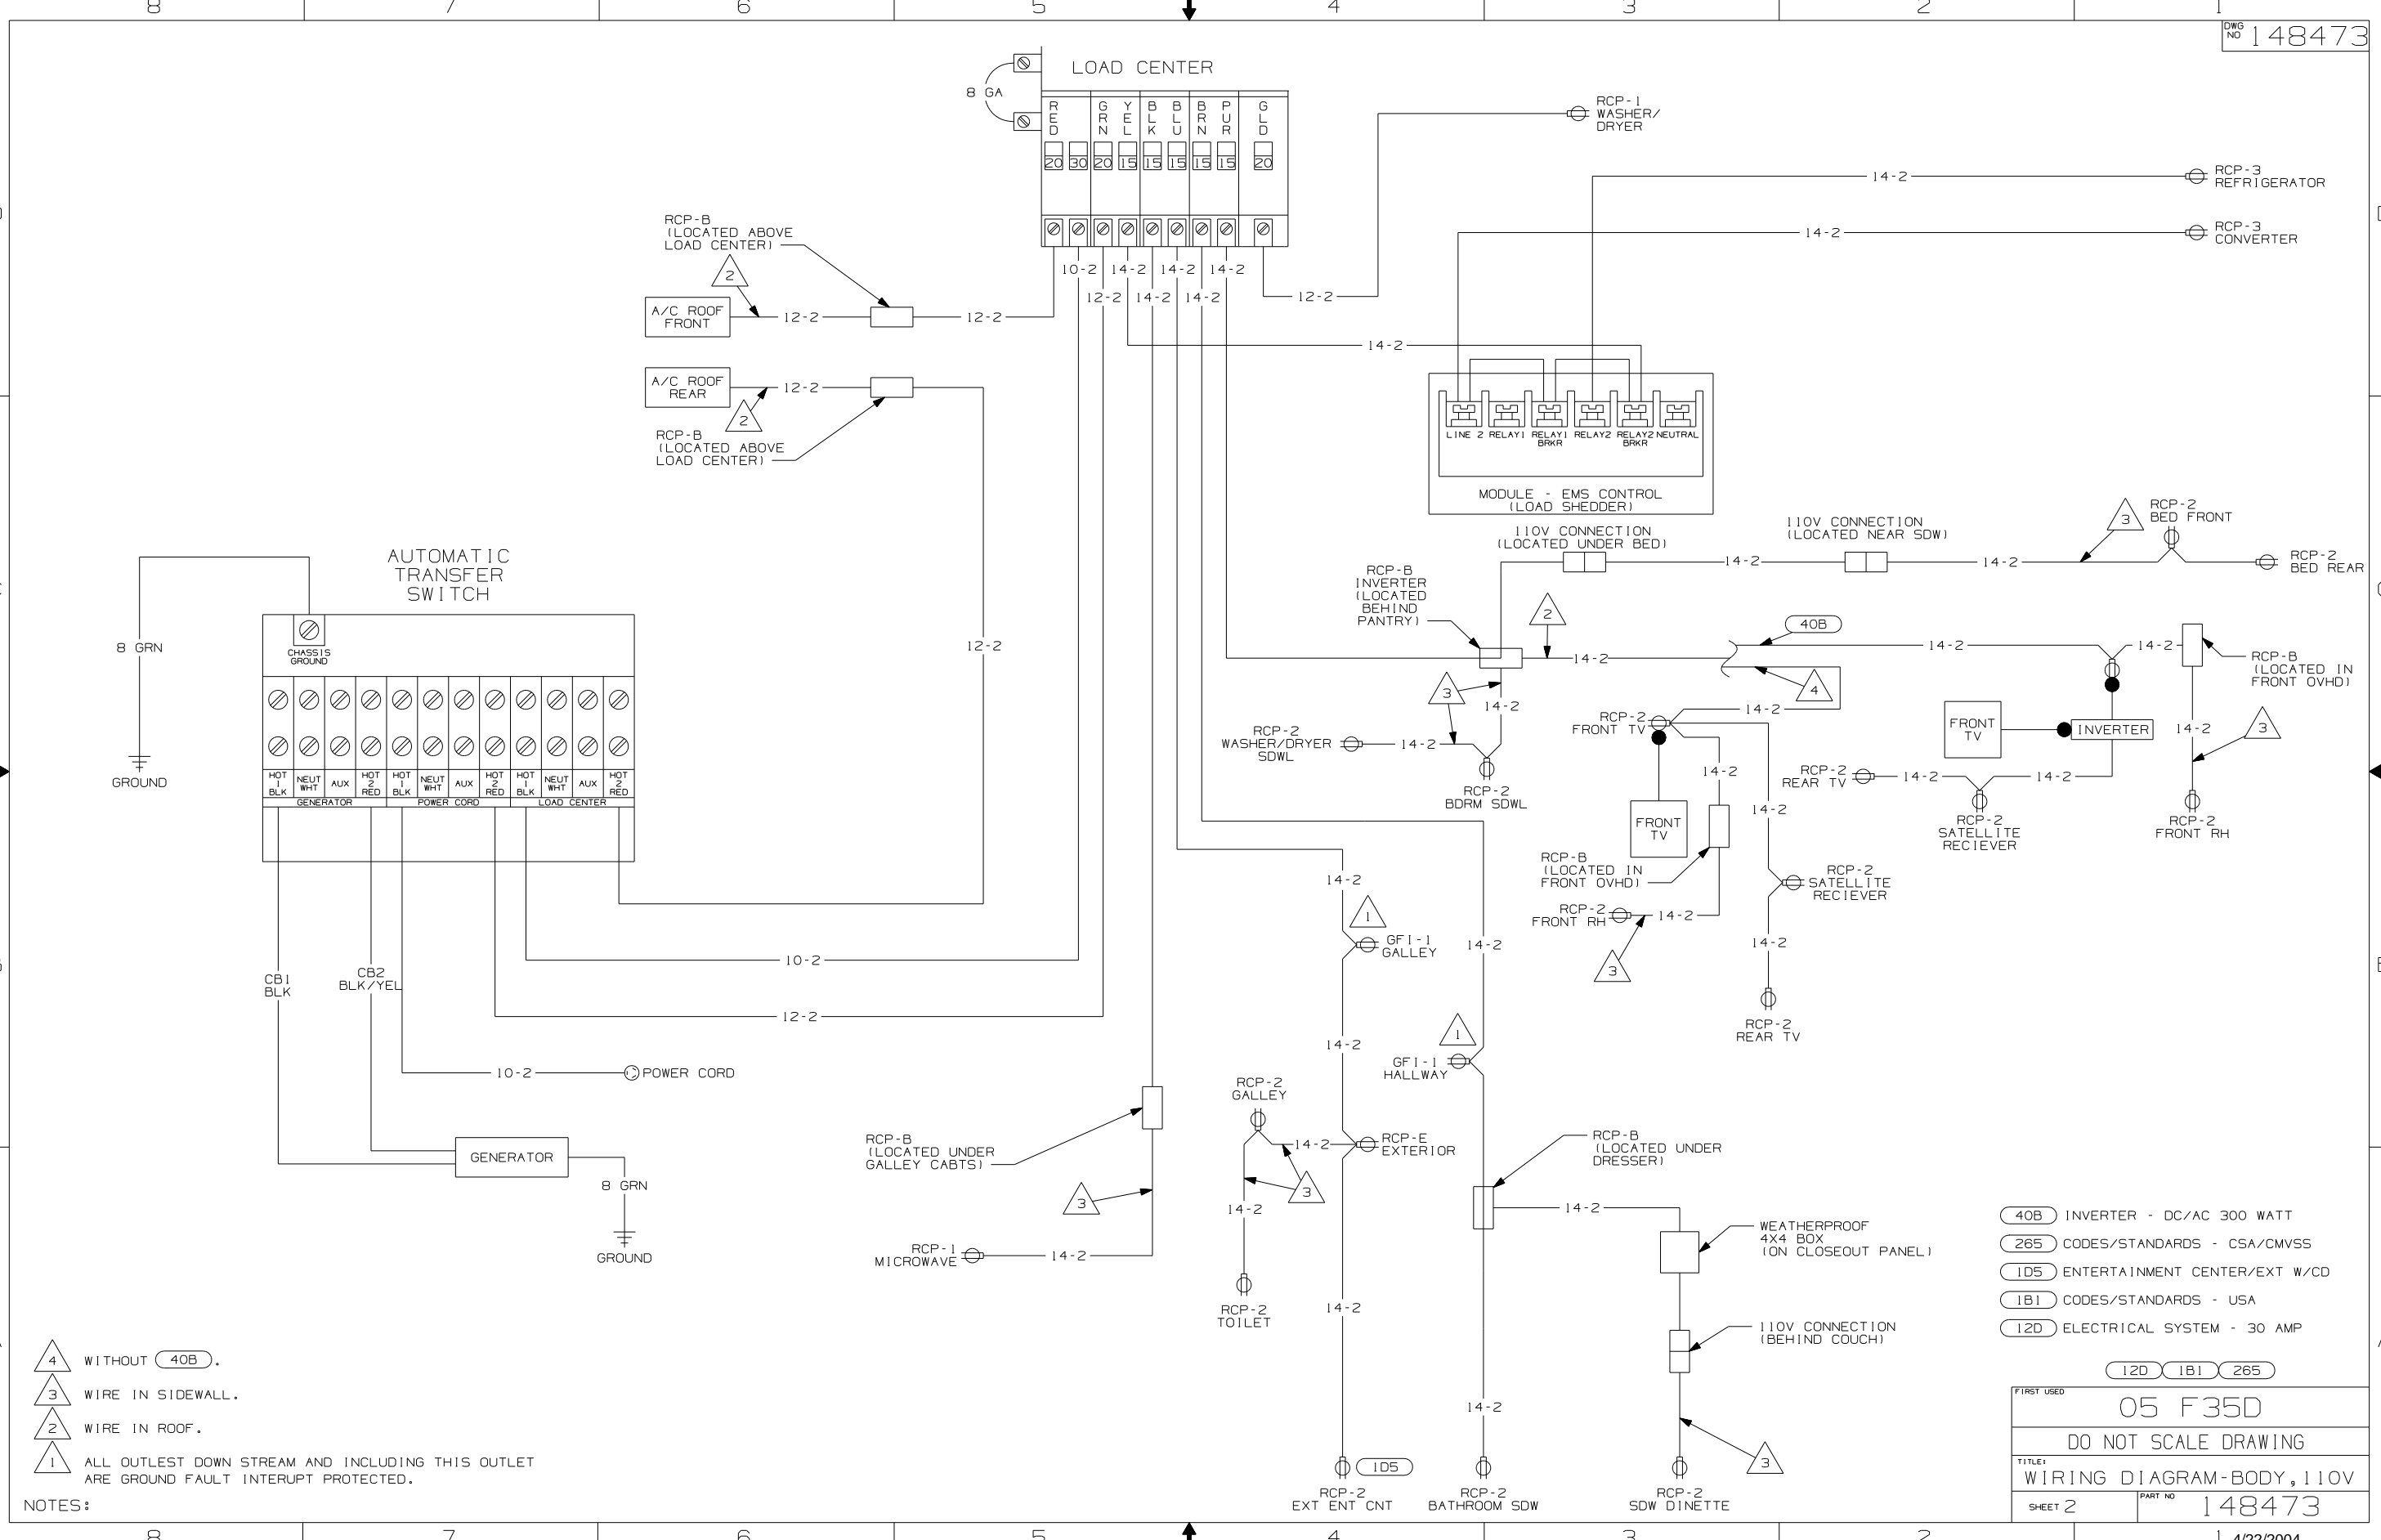 8 7 6 5 4 3 2 1
DWG NO 148473
LOAD CENTER
8 GA
RED GRN YEL BLK BLU BRN PUR GLD
20 30 20 15 15 15 15 15 20
RCP-1
WASHER/
DRYER
14-2
RCP-3
REFRIGERATOR
14-2
RCP-3
CONVERTER
RCP-B
(LOCATED ABOVE
LOAD CENTER)
2
A/C ROOF
FRONT
12-2
12-2
10-2 14-2 14-2 14-2
12-2 14-2 14-2
12-2
14-2
A/C ROOF
REAR
12-2
2
RCP-B
(LOCATED ABOVE
LOAD CENTER)
LINE 2 RELAY1 RELAY1 BRKR RELAY2 RELAY2 BRKR NEUTRAL
MODULE - EMS CONTROL
(LOAD SHEDDER)
AUTOMATIC
TRANSFER
SWITCH
8 GRN
GROUND
CHASSIS
GROUND
HOT 1 BLK NEUT WHT AUX HOT 2 RED HOT 1 BLK NEUT WHT AUX HOT 2 RED HOT 1 BLK NEUT WHT AUX HOT 2 RED
GENERATOR POWER CORD LOAD CENTER
12-2
CB1
BLK
CB2
BLK/YEL
10-2
12-2
10-2
POWER CORD
GENERATOR
8 GRN
GROUND
110V CONNECTION
(LOCATED UNDER BED)
14-2
110V CONNECTION
(LOCATED NEAR SDW)
14-2
3
RCP-2
BED FRONT
RCP-2
BED REAR
RCP-B
INVERTER
(LOCATED
BEHIND
PANTRY)
2
14-2
40B
14-2
14-2
RCP-B
(LOCATED IN
FRONT OVHD)
4
14-2
3
14-2
RCP-2
WASHER/DRYER
SDWL
14-2
RCP-2
BDRM SDWL
RCP-2
FRONT TV
14-2
FRONT
TV
14-2
RCP-B
(LOCATED IN
FRONT OVHD)
RCP-2
FRONT RH
14-2
3
RCP-2
SATELLITE
RECIEVER
14-2
RCP-2
REAR TV
FRONT
TV
INVERTER
14-2
3
RCP-2
REAR TV
14-2
14-2
RCP-2
SATELLITE
RECIEVER
RCP-2
FRONT RH
14-2
1
GFI-1
GALLEY
14-2
14-2
1
GFI-1
HALLWAY
RCP-2
GALLEY
14-2
RCP-E
EXTERIOR
3
14-2
RCP-2
TOILET
RCP-B
(LOCATED UNDER
GALLEY CABTS)
3
RCP-1
MICROWAVE
14-2
14-2
RCP-B
(LOCATED UNDER
DRESSER)
14-2
WEATHERPROOF
4X4 BOX
(ON CLOSEOUT PANEL)
110V CONNECTION
(BEHIND COUCH)
14-2
3
1D5
RCP-2
EXT ENT CNT
RCP-2
BATHROOM SDW
RCP-2
SDW DINETTE
40B INVERTER - DC/AC 300 WATT
265 CODES/STANDARDS - CSA/CMVSS
1D5 ENTERTAINMENT CENTER/EXT W/CD
1B1 CODES/STANDARDS - USA
12D ELECTRICAL SYSTEM - 30 AMP
12D 1B1 265
FIRST USED
05 F35D
DO NOT SCALE DRAWING
TITLE:
WIRING DIAGRAM-BODY,110V
SHEET 2
PART NO 148473
4 WITHOUT 40B.
3 WIRE IN SIDEWALL.
2 WIRE IN ROOF.
1 ALL OUTLEST DOWN STREAM AND INCLUDING THIS OUTLET
ARE GROUND FAULT INTERUPT PROTECTED.
NOTES:
8 7 6 5 4 3 2 1
4/22/2004